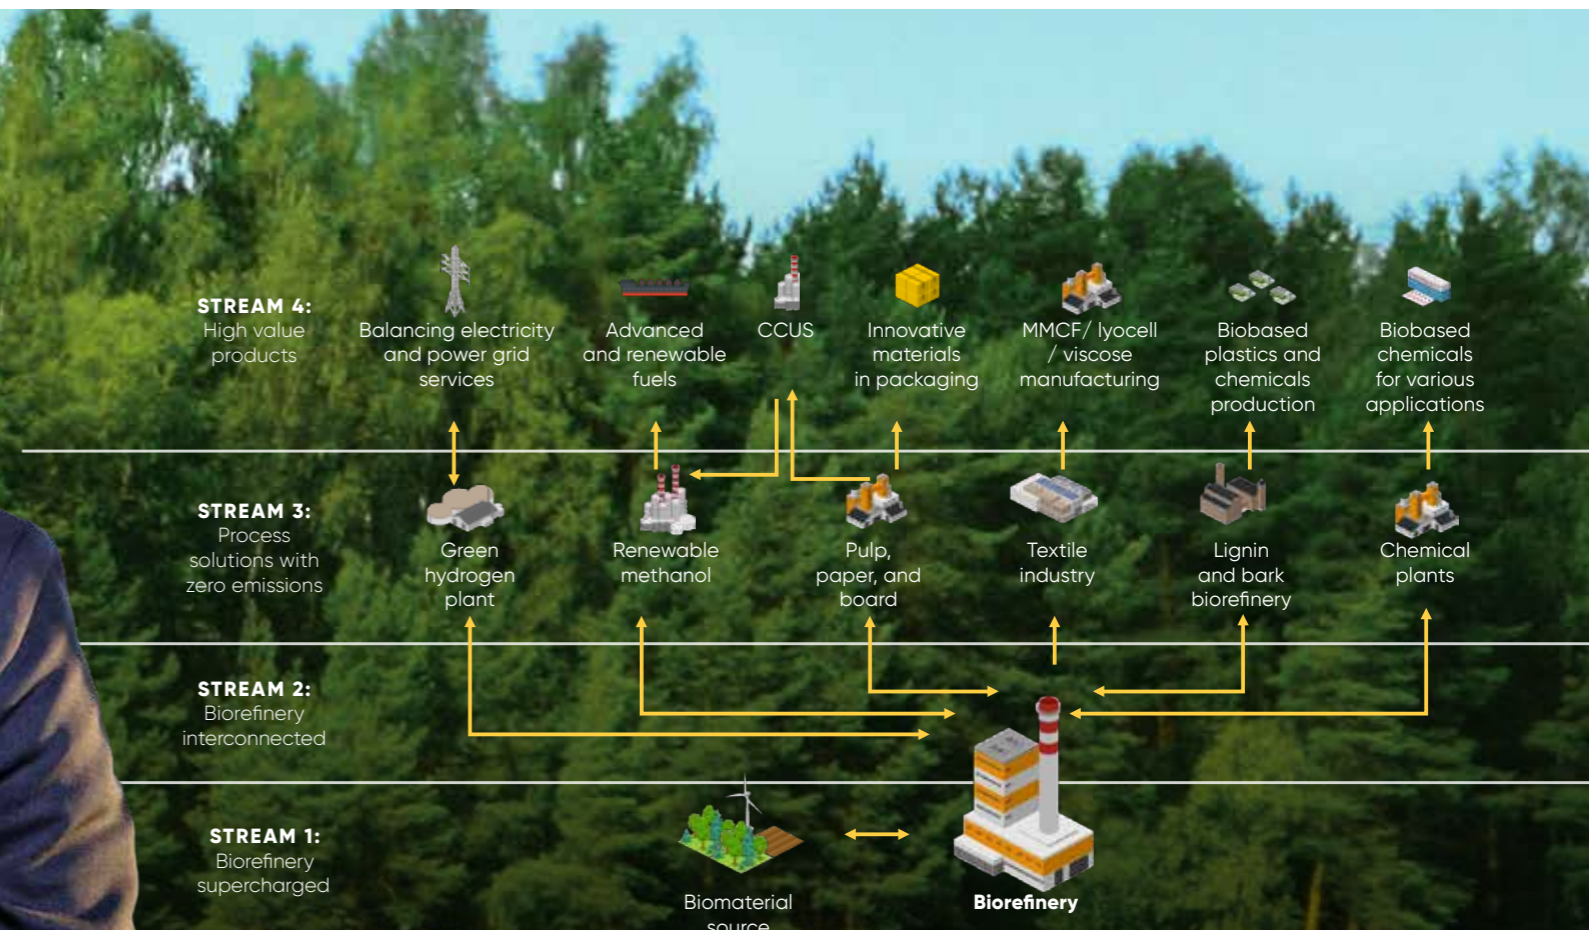 STREAM 4:
High value
products
Balancing electricity
and power grid
services
Advanced
and renewable
fuels
CCUS
Innovative
materials
in packaging
MMCF/ lyocell
/ viscose
manufacturing
Biobased
plastics and
chemicals
production
Biobased
chemicals
for various
applications
STREAM 3:
Process
solutions with
zero emissions
Green
hydrogen
plant
Renewable
methanol
Pulp,
paper, and
board
Textile
industry
Lignin
and bark
biorefinery
Chemical
plants
STREAM 2:
Biorefinery
interconnected
STREAM 1:
Biorefinery
supercharged
Biomaterial
source
Biorefinery